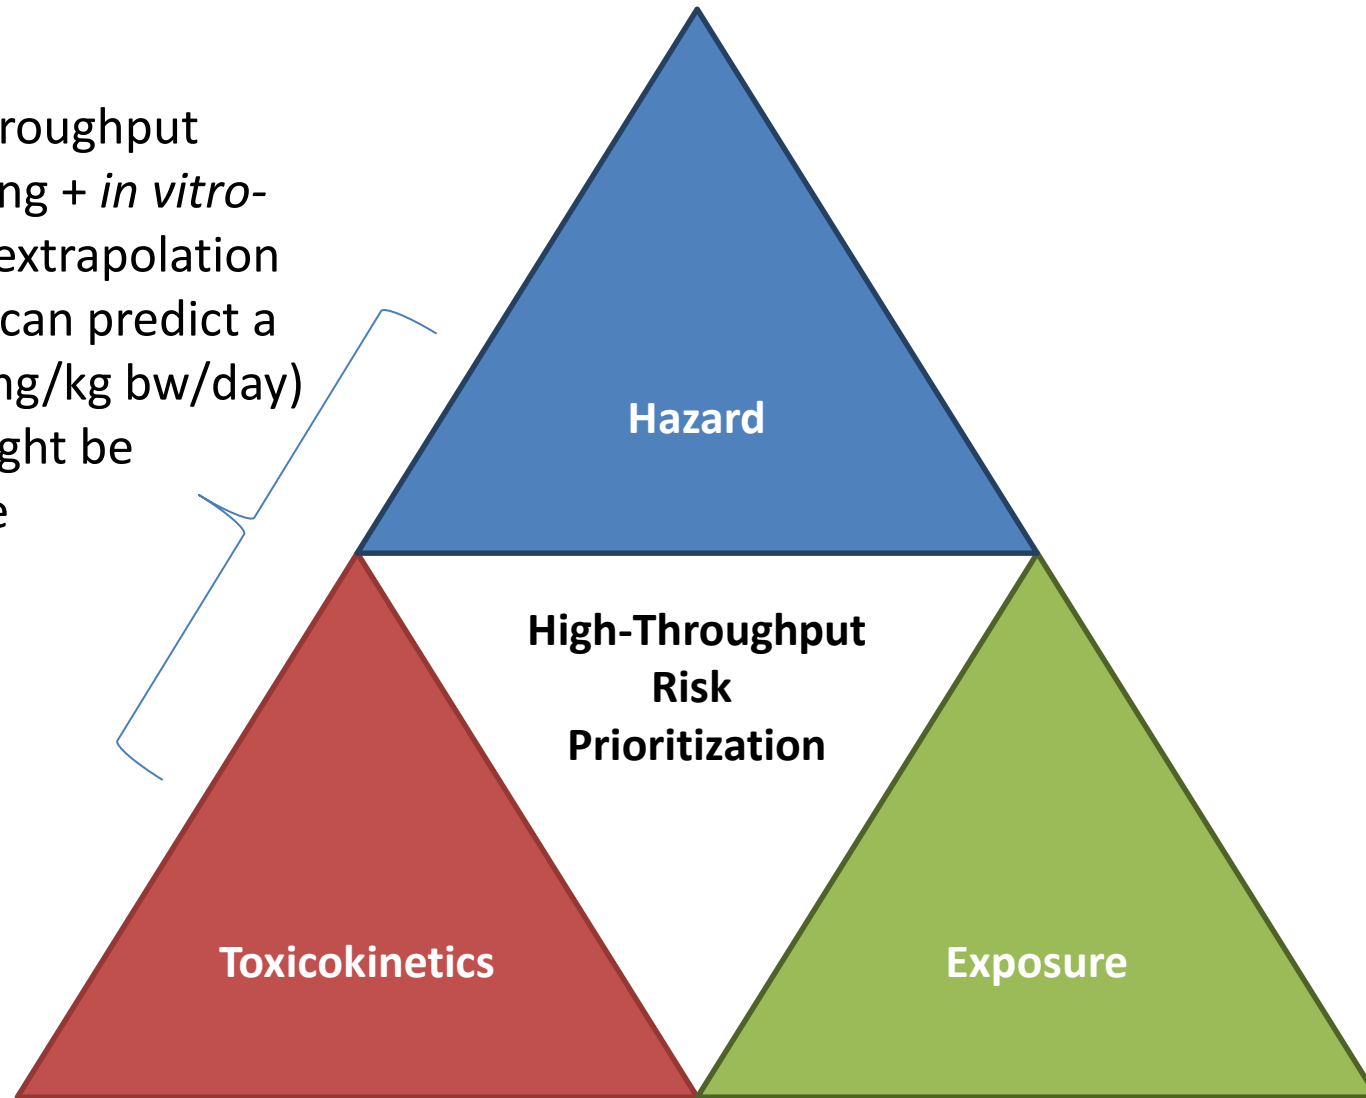 roughput
ng + in vitro-
extrapolation
can predict a
ng/kg bw/day)
ght be
e
Hazard
High-Throughput
Risk
Prioritization
Toxicokinetics
Exposure